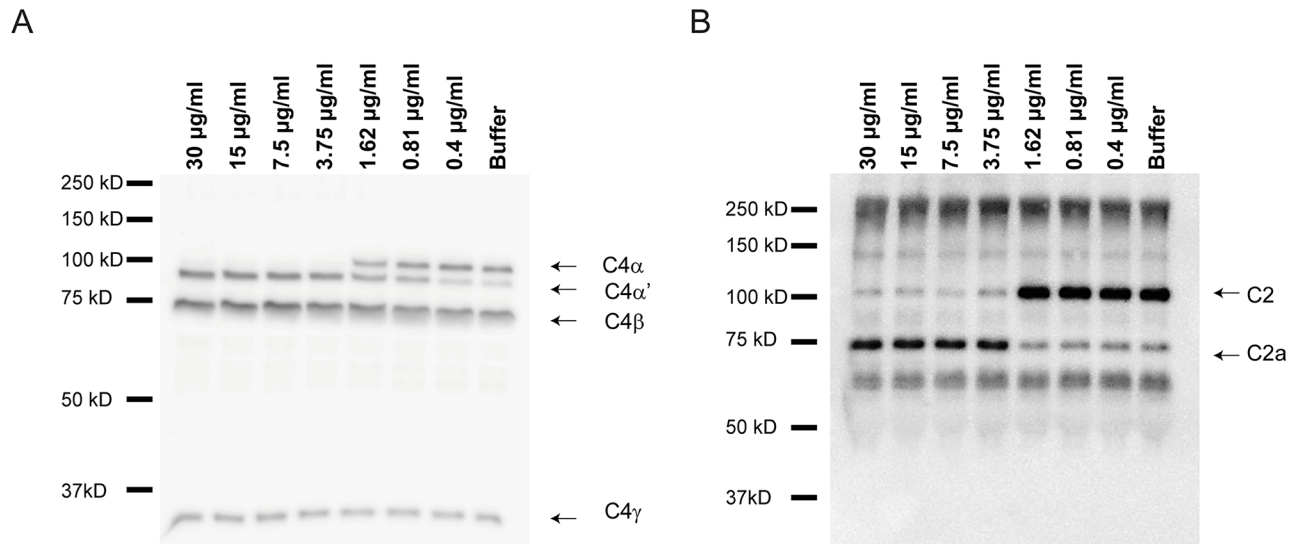 A
30 µg/ml
15 µg/ml
7.5 µg/ml
3.75 µg/ml
1.62 µg/ml
0.81 µg/ml
0.4 µg/ml
Buffer
250 kD
150 kD
100 kD
75 kD
50 kD
37kD
C4α
C4α’
C4β
C4γ
B
30 µg/ml
15 µg/ml
7.5 µg/ml
3.75 µg/ml
1.62 µg/ml
0.81 µg/ml
0.4 µg/ml
Buffer
250 kD
150 kD
100 kD
75 kD
50 kD
37kD
C2
C2a